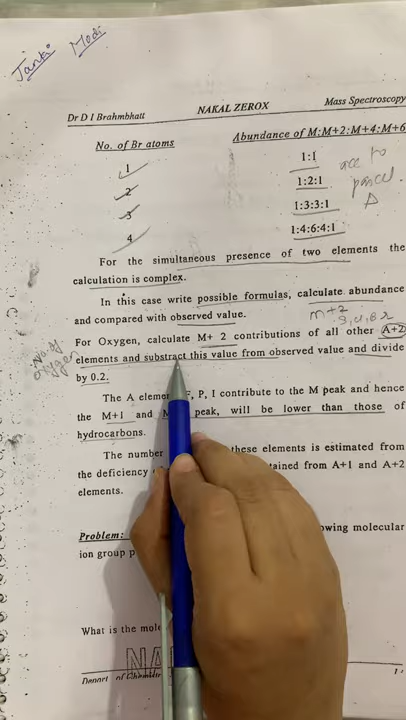 Janki Modi
Dr D I Brahmbhatt NAKAL ZEROX Mass Spectroscopy
No. of Br atoms Abundance of M:M+2:M+4:M+6
1 1:1
2 1:2:1
3 1:3:3:1
4 1:4:6:4:1
For the simultaneous presence of two elements the
calculation is complex.
In this case write possible formulas, calculate abundance
and compared with observed value.
m+2
For Oxygen, calculate M+ 2 contributions of all other A+2
No. of oxygen
elements and substract this value from observed value and divide
by 0.2.
The A eleme F, P, I contribute to the M peak and hence
the M+1 and peak, will be lower than those of
hydrocarbons.
The number these elements is estimated from
the deficiency tained from A+1 and A+2
elements.
Problem: owing molecular
ion group p
What is the mole